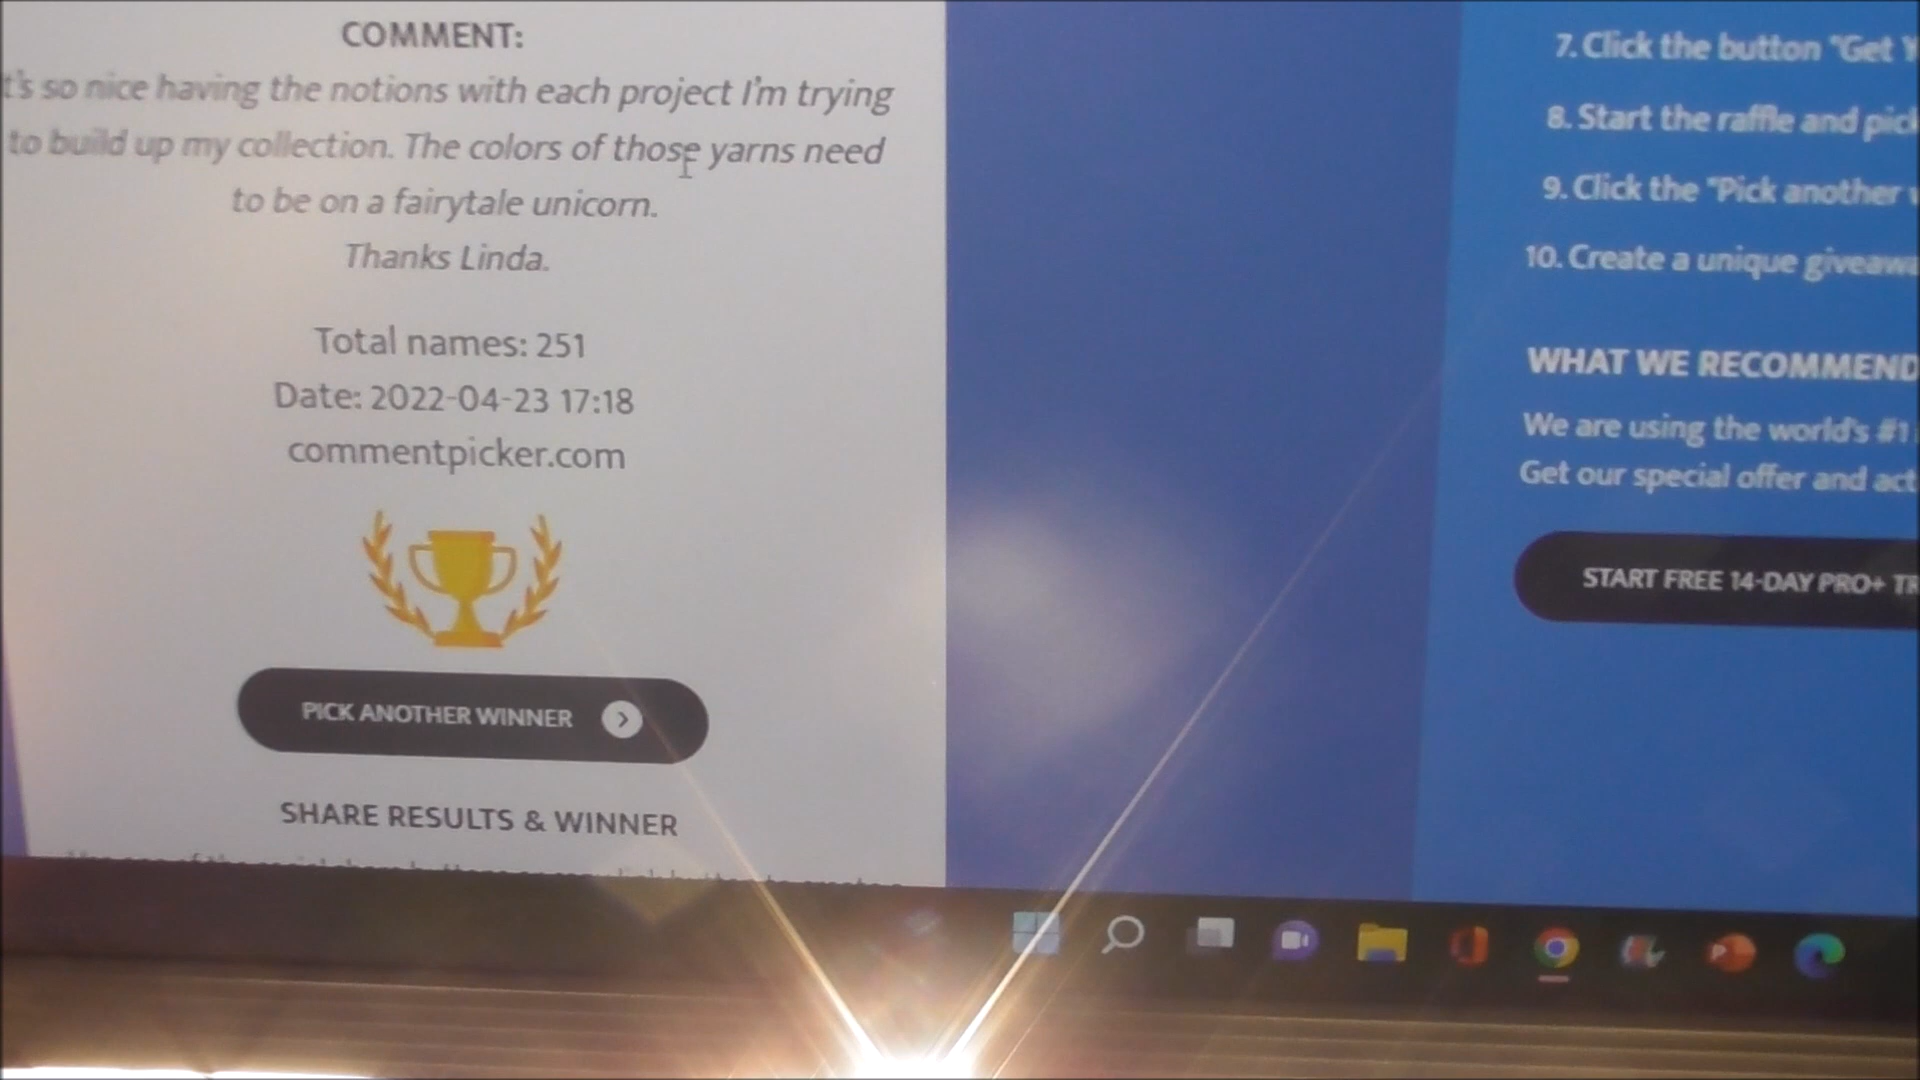 COMMENT:
t's so nice having the notions with each project I'm trying
to build up my collection. The colors of those yarns need
to be on a fairytale unicorn.
Thanks Linda.
Total names: 251
Date: 2022-04-23 17:18
commentpicker.com
PICK ANOTHER WINNER
SHARE RESULTS & WINNER
7. Click the button "Get Y
8. Start the raffle and pick
9. Click the "Pick another
10. Create a unique giveaw
WHAT WE RECOMMEND
We are using the world's #1
Get our special offer and act
START FREE 14-DAY PRO+ TR